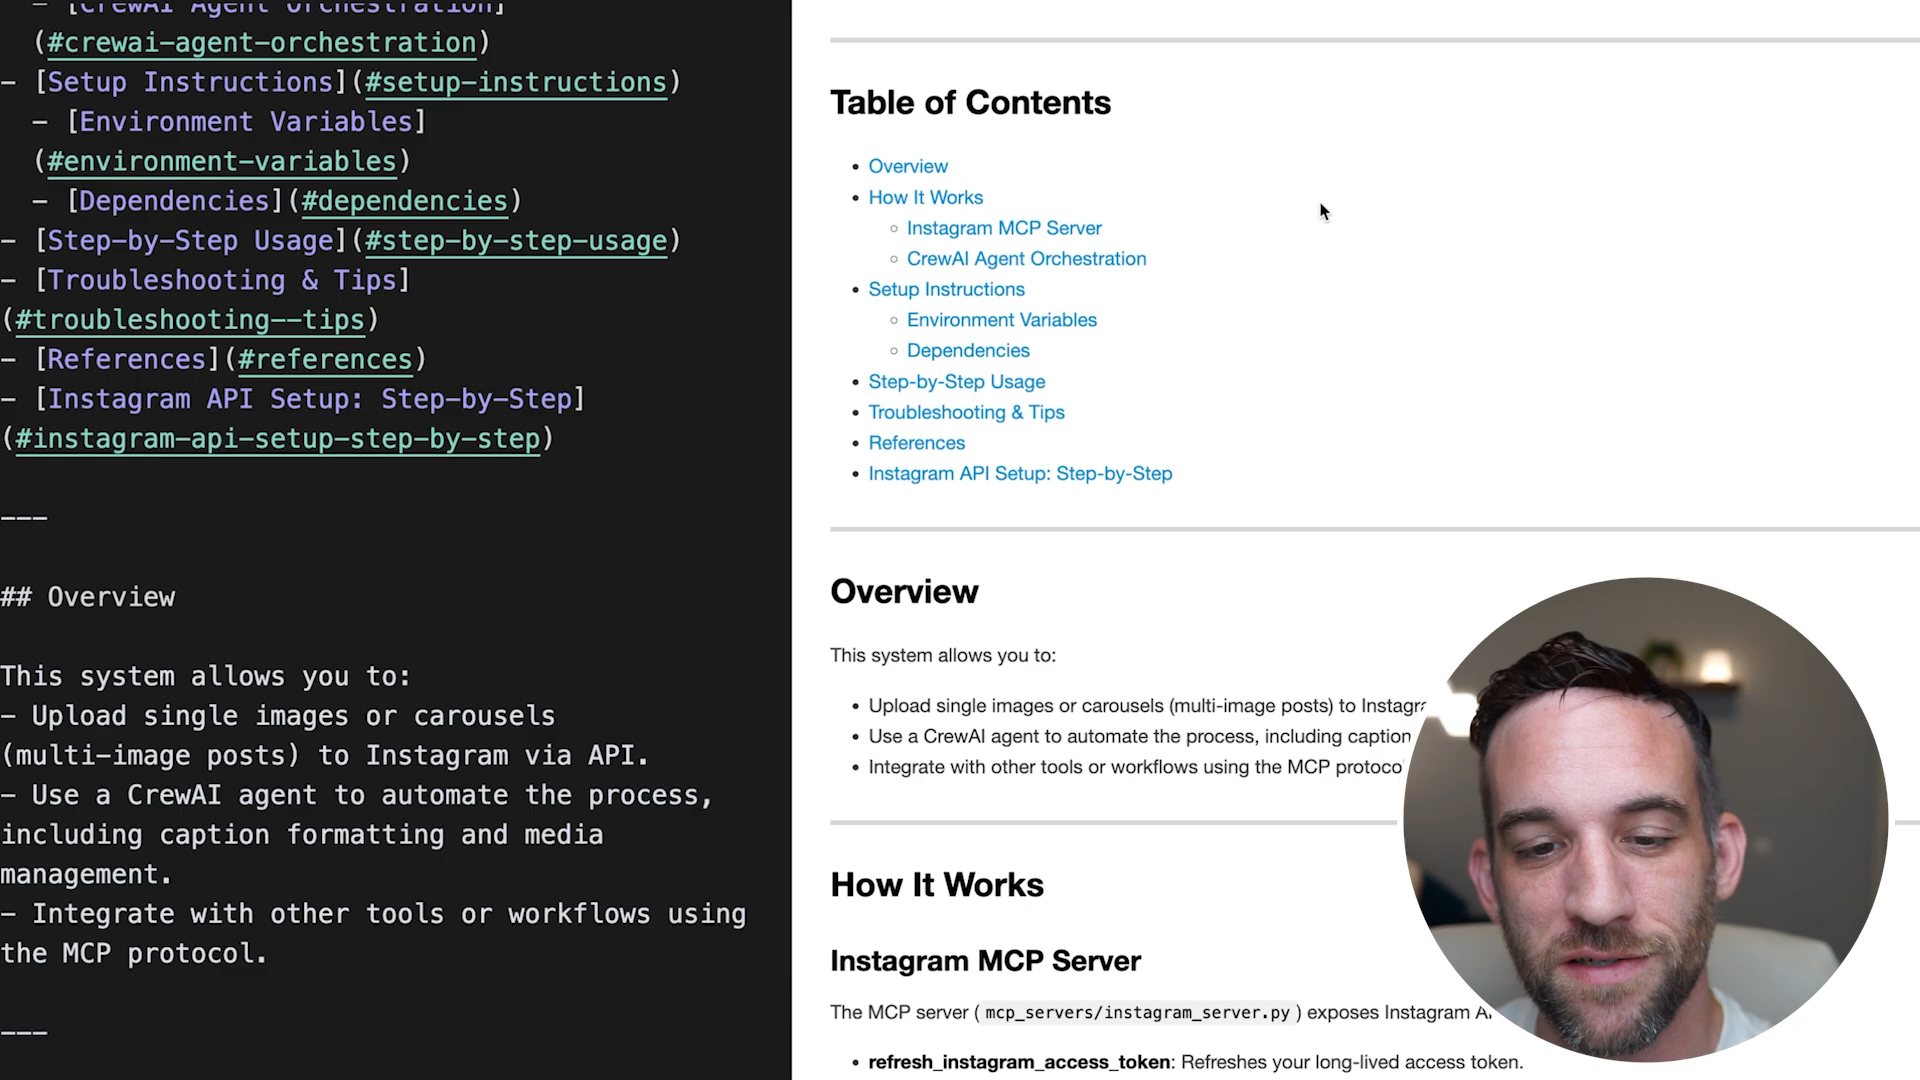 - [CrewAI Agent Orchestration]
(#crewai-agent-orchestration)
- [Setup Instructions](#setup-instructions)
- [Environment Variables]
(#environment-variables)
- [Dependencies](#dependencies)
- [Step-by-Step Usage](#step-by-step-usage)
- [Troubleshooting & Tips]
(#troubleshooting--tips)
- [References](#references)
- [Instagram API Setup: Step-by-Step]
(#instagram-api-setup-step-by-step)
---
## Overview
This system allows you to:
- Upload single images or carousels
(multi-image posts) to Instagram via API.
- Use a CrewAI agent to automate the process,
including caption formatting and media
management.
- Integrate with other tools or workflows using
the MCP protocol.
---
Table of Contents
• Overview
• How It Works
◦ Instagram MCP Server
◦ CrewAI Agent Orchestration
• Setup Instructions
◦ Environment Variables
◦ Dependencies
• Step-by-Step Usage
• Troubleshooting & Tips
• References
• Instagram API Setup: Step-by-Step
Overview
This system allows you to:
• Upload single images or carousels (multi-image posts) to
• Use a CrewAI agent to automate the process, including caption
• Integrate with other tools or workflows using the MCP
How It Works
Instagram MCP Server
The MCP server ( mcp_servers/instagram_server.py ) exposes Instagram
• refresh_instagram_access_token: Refreshes your long-lived access token.